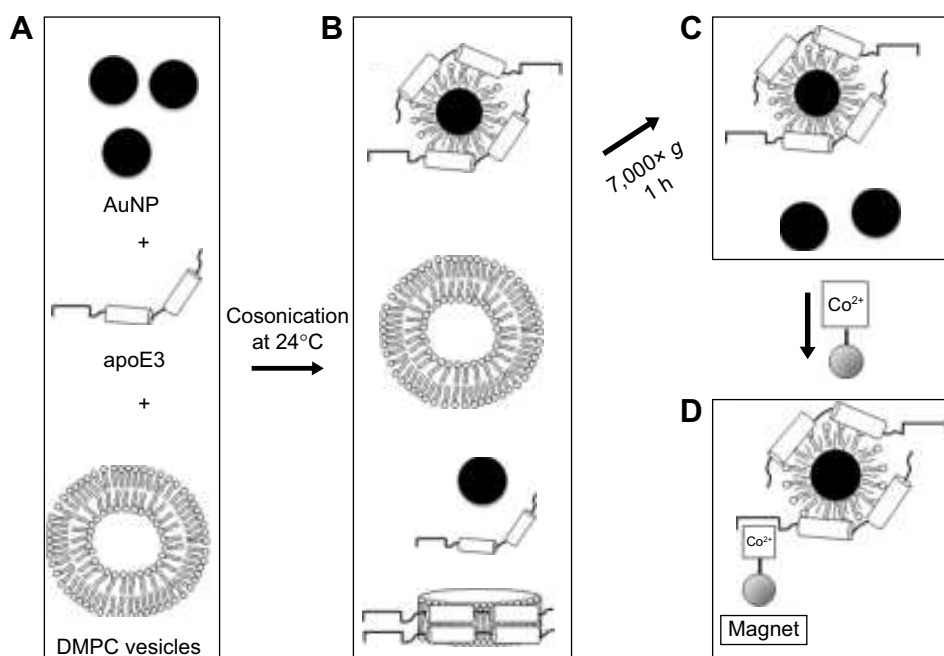 A
AuNP
+
apoE3
+
DMPC vesicles
Cosonication
at 24°C
B
7,000× g
1 h
C
Co²⁺
D
Co²⁺
Magnet